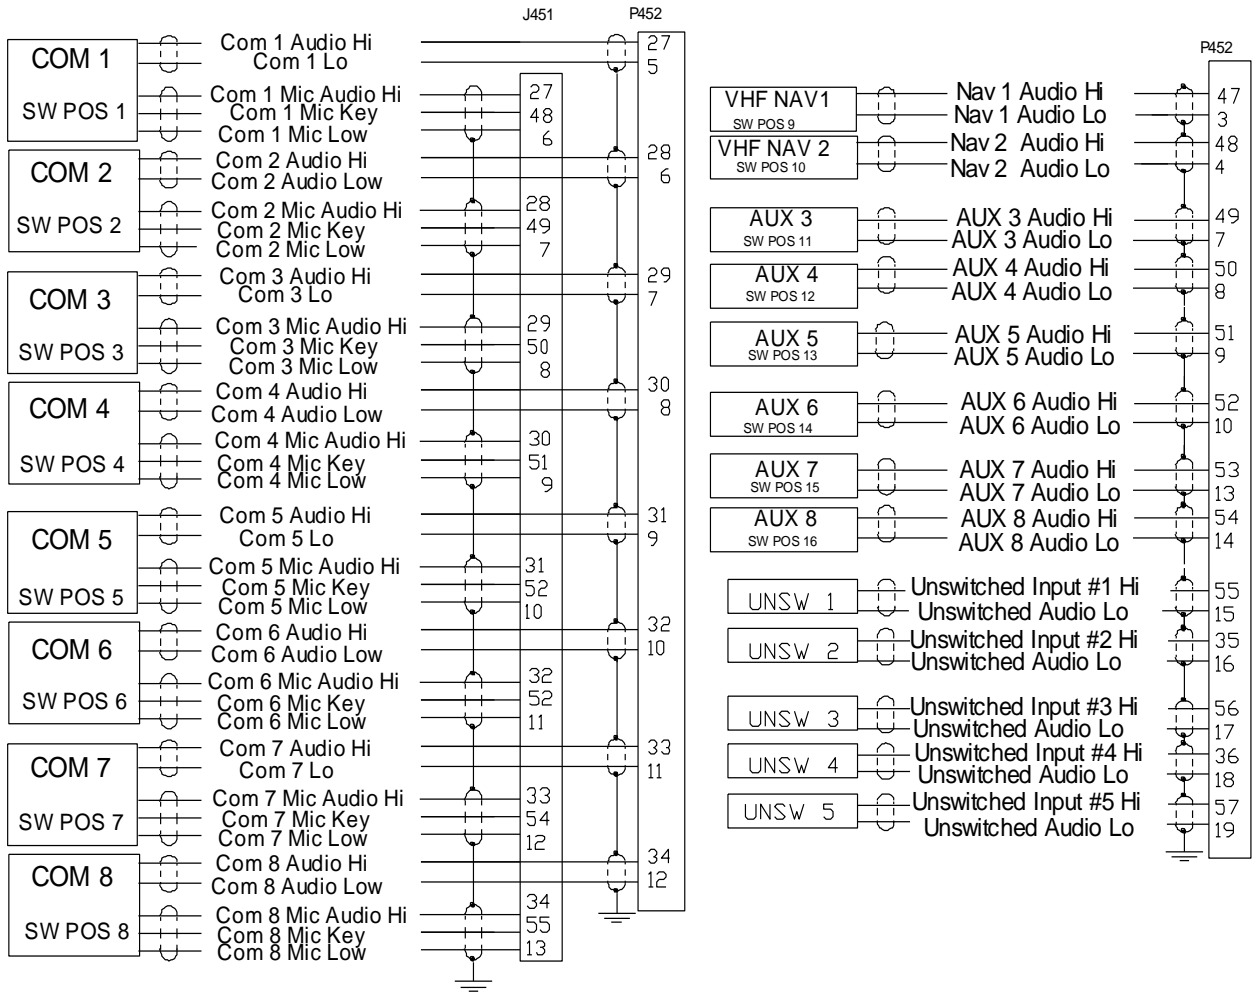 J451 P452
COM 1
SW POS 1
Com 1 Audio Hi 27
Com 1 Lo 5
Com 1 Mic Audio Hi 27
Com 1 Mic Key 48
Com 1 Mic Low 6
COM 2
SW POS 2
Com 2 Audio Hi 28
Com 2 Audio Low 6
Com 2 Mic Audio Hi 28
Com 2 Mic Key 49
Com 2 Mic Low 7
COM 3
SW POS 3
Com 3 Audio Hi 29
Com 3 Lo 7
Com 3 Mic Audio Hi 29
Com 3 Mic Key 50
Com 3 Mic Low 8
COM 4
SW POS 4
Com 4 Audio Hi 30
Com 4 Audio Low 8
Com 4 Mic Audio Hi 30
Com 4 Mic Key 51
Com 4 Mic Low 9
COM 5
SW POS 5
Com 5 Audio Hi 31
Com 5 Lo 9
Com 5 Mic Audio Hi 31
Com 5 Mic Key 52
Com 5 Mic Low 10
COM 6
SW POS 6
Com 6 Audio Hi 32
Com 6 Audio Low 10
Com 6 Mic Audio Hi 32
Com 6 Mic Key 52
Com 6 Mic Low 11
COM 7
SW POS 7
Com 7 Audio Hi 33
Com 7 Lo 11
Com 7 Mic Audio Hi 33
Com 7 Mic Key 54
Com 7 Mic Low 12
COM 8
SW POS 8
Com 8 Audio Hi 34
Com 8 Audio Low 12
Com 8 Mic Audio Hi 34
Com 8 Mic Key 55
Com 8 Mic Low 13
P452
VHF NAV1
SW POS 9
Nav 1 Audio Hi 47
Nav 1 Audio Lo 3
VHF NAV 2
SW POS 10
Nav 2 Audio Hi 48
Nav 2 Audio Lo 4
AUX 3
SW POS 11
AUX 3 Audio Hi 49
AUX 3 Audio Lo 7
AUX 4
SW POS 12
AUX 4 Audio Hi 50
AUX 4 Audio Lo 8
AUX 5
SW POS 13
AUX 5 Audio Hi 51
AUX 5 Audio Lo 9
AUX 6
SW POS 14
AUX 6 Audio Hi 52
AUX 6 Audio Lo 10
AUX 7
SW POS 15
AUX 7 Audio Hi 53
AUX 7 Audio Lo 13
AUX 8
SW POS 16
AUX 8 Audio Hi 54
AUX 8 Audio Lo 14
UNSW 1
Unswitched Input #1 Hi 55
Unswitched Audio Lo 15
UNSW 2
Unswitched Input #2 Hi 35
Unswitched Audio Lo 16
UNSW 3
Unswitched Input #3 Hi 56
Unswitched Audio Lo 17
UNSW 4
Unswitched Input #4 Hi 36
Unswitched Audio Lo 18
UNSW 5
Unswitched Input #5 Hi 57
Unswitched Audio Lo 19